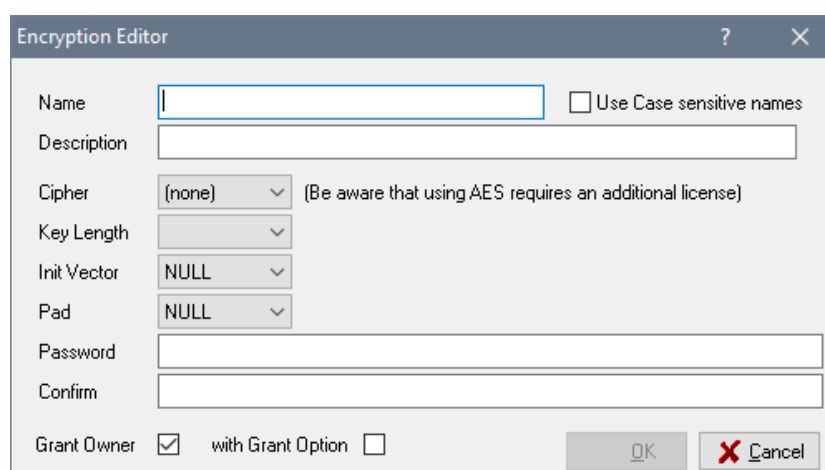 Encryption Editor ?
Name Use Case sensitive names
Description
Cipher (none) (Be aware that using AES requires an additional license)
Key Length
Init Vector NULL
Pad NULL
Password
Confirm
Grant Owner with Grant Option OK Cancel